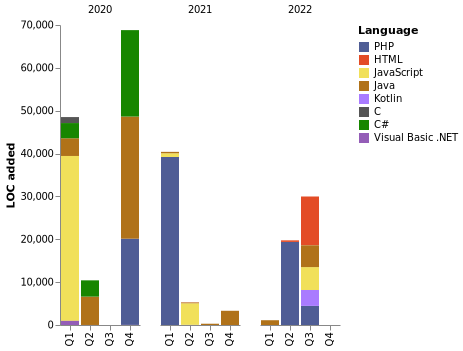 2020 2021 2022
70,000
60,000
50,000
40,000
30,000
20,000
10,000
0
LOC added
Q1 Q2 Q3 Q4 Q1 Q2 Q3 Q4 Q1 Q2 Q3 Q4
Language
PHP
HTML
JavaScript
Java
Kotlin
C
C#
Visual Basic .NET